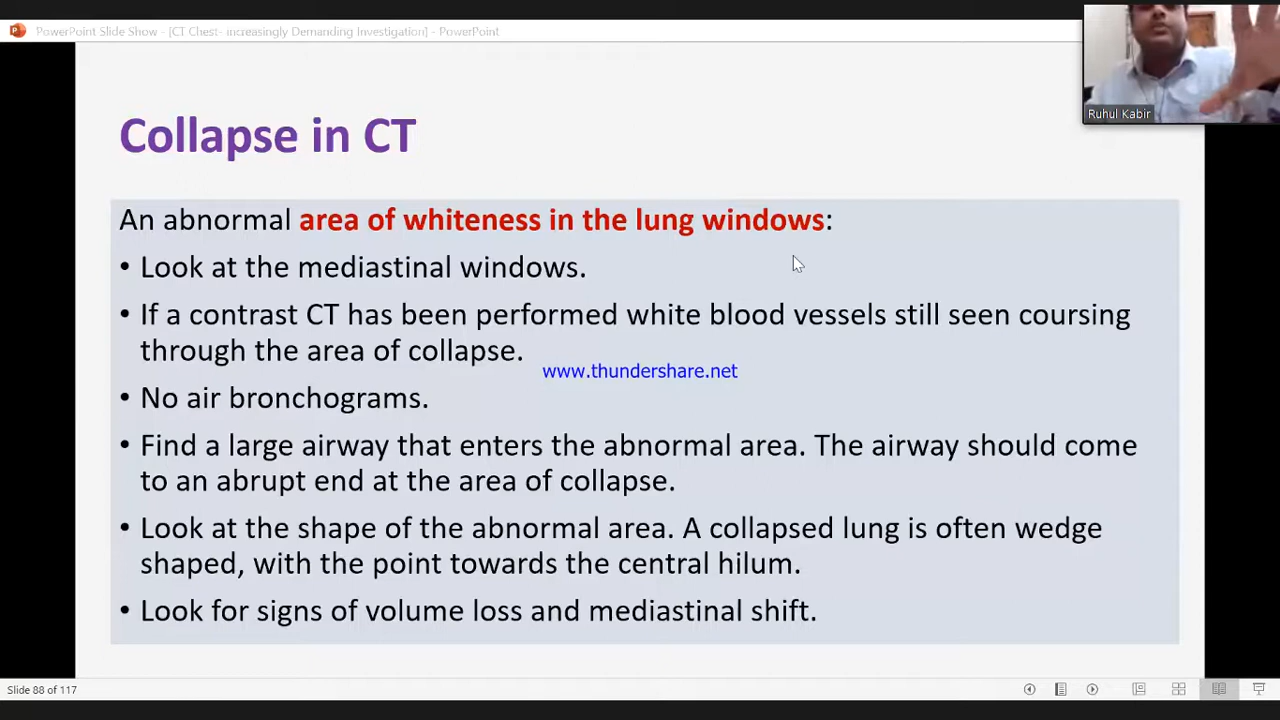 PowerPoint Slide Show - [CT Chest- increasingly Demanding Investigation] - PowerPoint
Ruhul Kabir
Collapse in CT
An abnormal area of whiteness in the lung windows:
• Look at the mediastinal windows.
• If a contrast CT has been performed white blood vessels still seen coursing
through the area of collapse.
www.thundershare.net
• No air bronchograms.
• Find a large airway that enters the abnormal area. The airway should come
to an abrupt end at the area of collapse.
• Look at the shape of the abnormal area. A collapsed lung is often wedge
shaped, with the point towards the central hilum.
• Look for signs of volume loss and mediastinal shift.
Slide 88 of 117